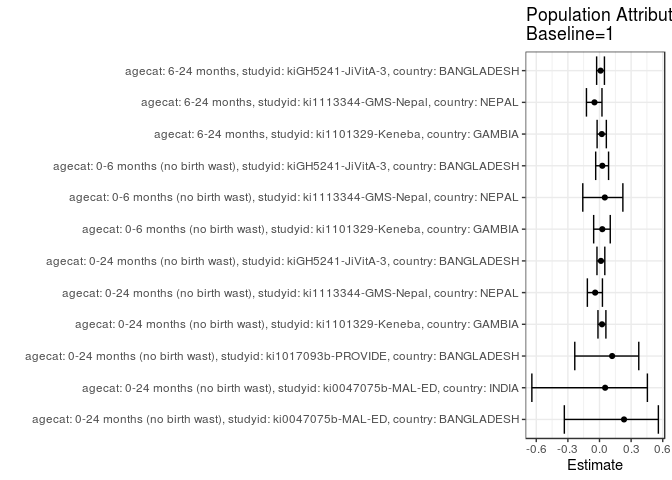 Population Attribut
Baseline=1
agecat: 6-24 months, studyid: kiGH5241-JiVitA-3, country: BANGLADESH
agecat: 6-24 months, studyid: ki1113344-GMS-Nepal, country: NEPAL
agecat: 6-24 months, studyid: ki1101329-Keneba, country: GAMBIA
agecat: 0-6 months (no birth wast), studyid: kiGH5241-JiVitA-3, country: BANGLADESH
agecat: 0-6 months (no birth wast), studyid: ki1113344-GMS-Nepal, country: NEPAL
agecat: 0-6 months (no birth wast), studyid: ki1101329-Keneba, country: GAMBIA
agecat: 0-24 months (no birth wast), studyid: kiGH5241-JiVitA-3, country: BANGLADESH
agecat: 0-24 months (no birth wast), studyid: ki1113344-GMS-Nepal, country: NEPAL
agecat: 0-24 months (no birth wast), studyid: ki1101329-Keneba, country: GAMBIA
agecat: 0-24 months (no birth wast), studyid: ki1017093b-PROVIDE, country: BANGLADESH
agecat: 0-24 months (no birth wast), studyid: ki0047075b-MAL-ED, country: INDIA
agecat: 0-24 months (no birth wast), studyid: ki0047075b-MAL-ED, country: BANGLADESH
-0.6 -0.3 0.0 0.3 0.6
Estimate